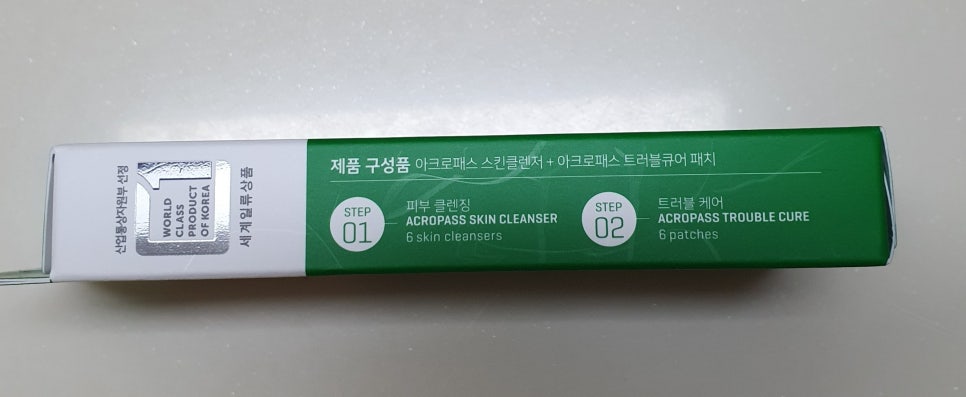 산업통상자원부 선정
WORLD
CLASS
PRODUCT
OF KOREA
세계일류상품
제품 구성품 아크로패스 스킨클렌저 + 아크로패스 트러블큐어 패치
STEP
01
피부 클렌징
ACROPASS SKIN CLEANSER
6 skin cleansers
STEP
02
트러블 케어
ACROPASS TROUBLE CURE
6 patches